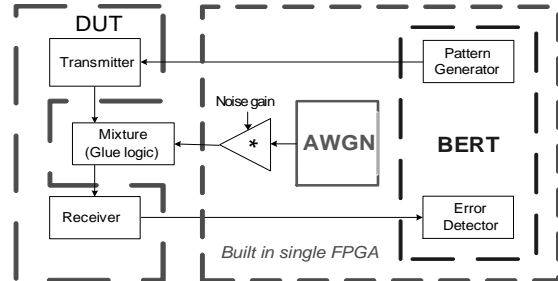 DUT
Transmitter
Pattern
Generator
Noise gain
Mixture
(Glue logic)
*
AWGN
BERT
Receiver
Error
Detector
Built in single FPGA